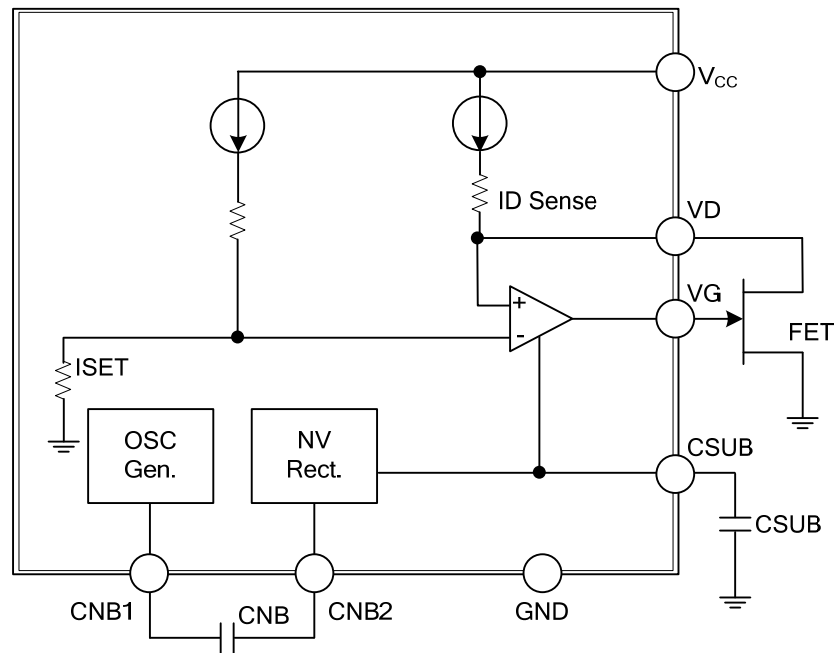 VCC
ID Sense
VD
+
-
VG
FET
ISET
OSC
Gen.
NV
Rect.
CSUB
CSUB
CNB1
CNB
CNB2
GND